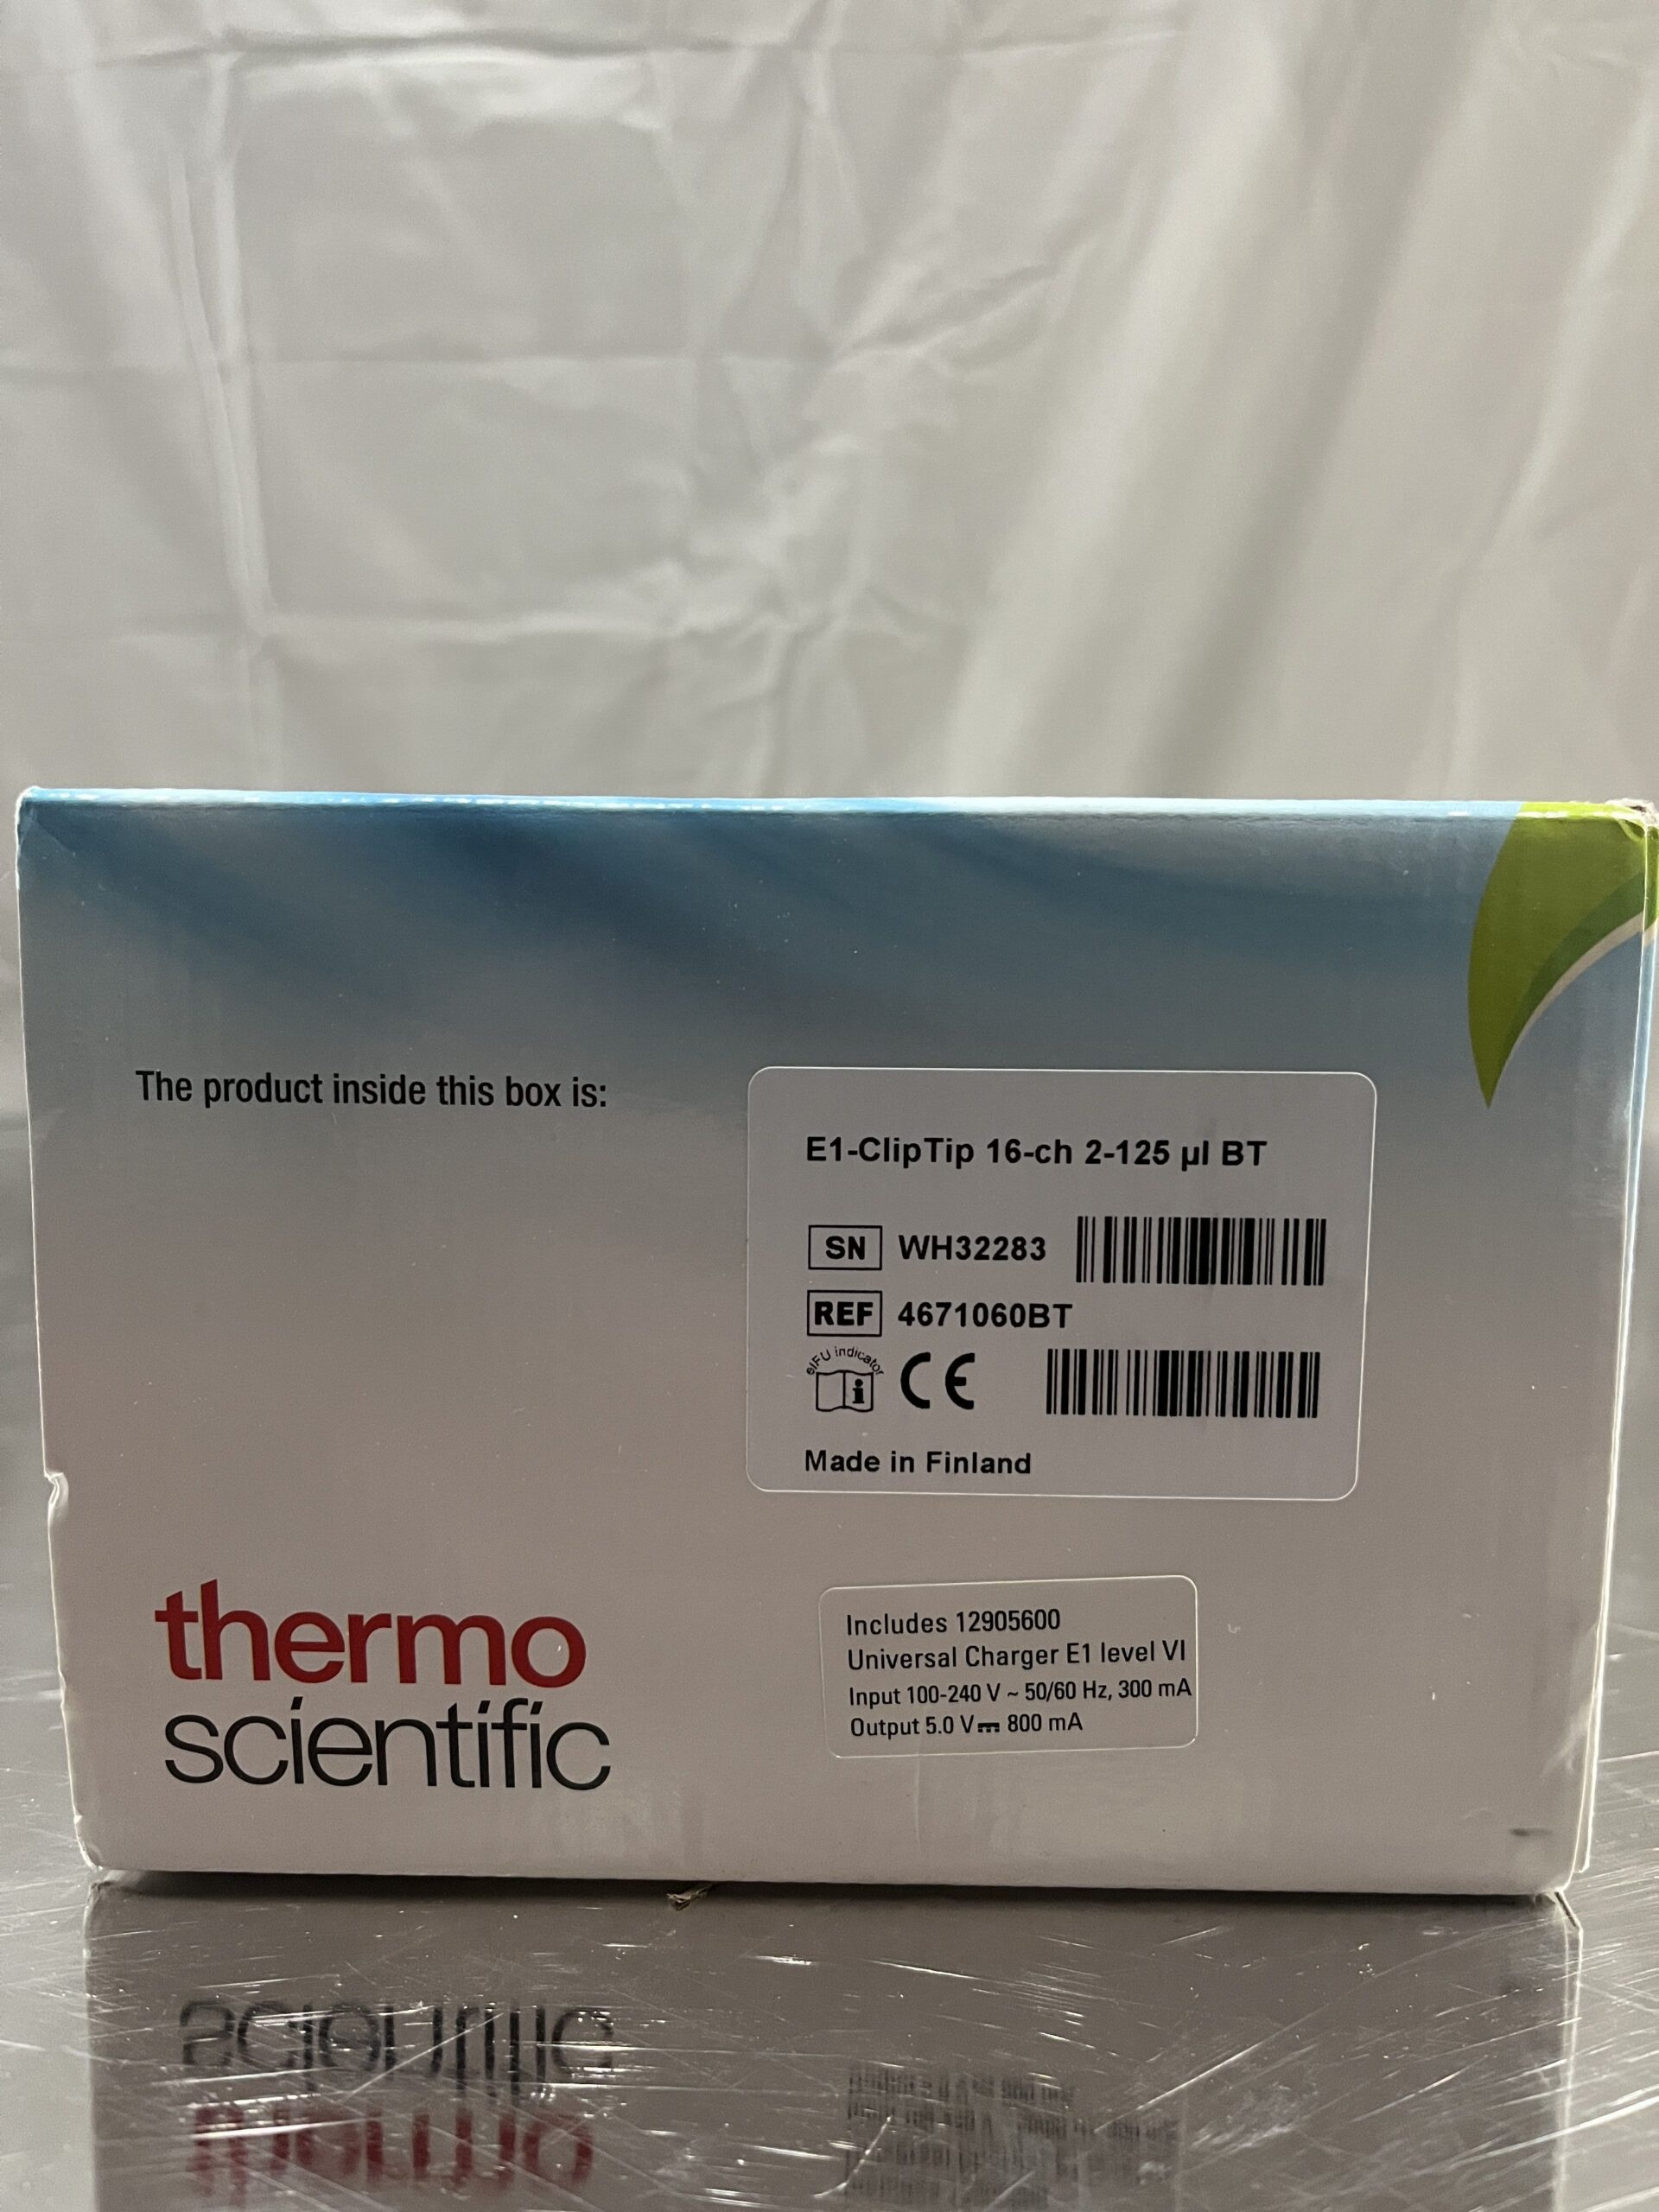 The product inside this box is:
E1-ClipTip 16-ch 2-125 µl BT
SN WH32283
REF 4671060BT
eIFU indicator
i CE
Made in Finland
thermo
scientific
Includes 12905600
Universal Charger E1 level VI
Input 100-240 V ~ 50/60 Hz, 300 mA
Output 5.0 V⎓ 800 mA